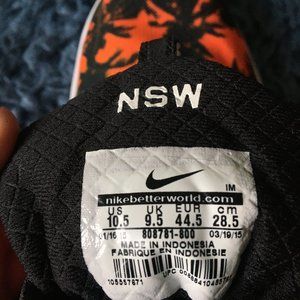 NSW
IM
nikebetterworld.com
US UK EUR cm
10.5 9.5 44.5 28.5
808781-800 03/19/15
MADE IN INDONESIA
FABRIQUE EN INDONESIE